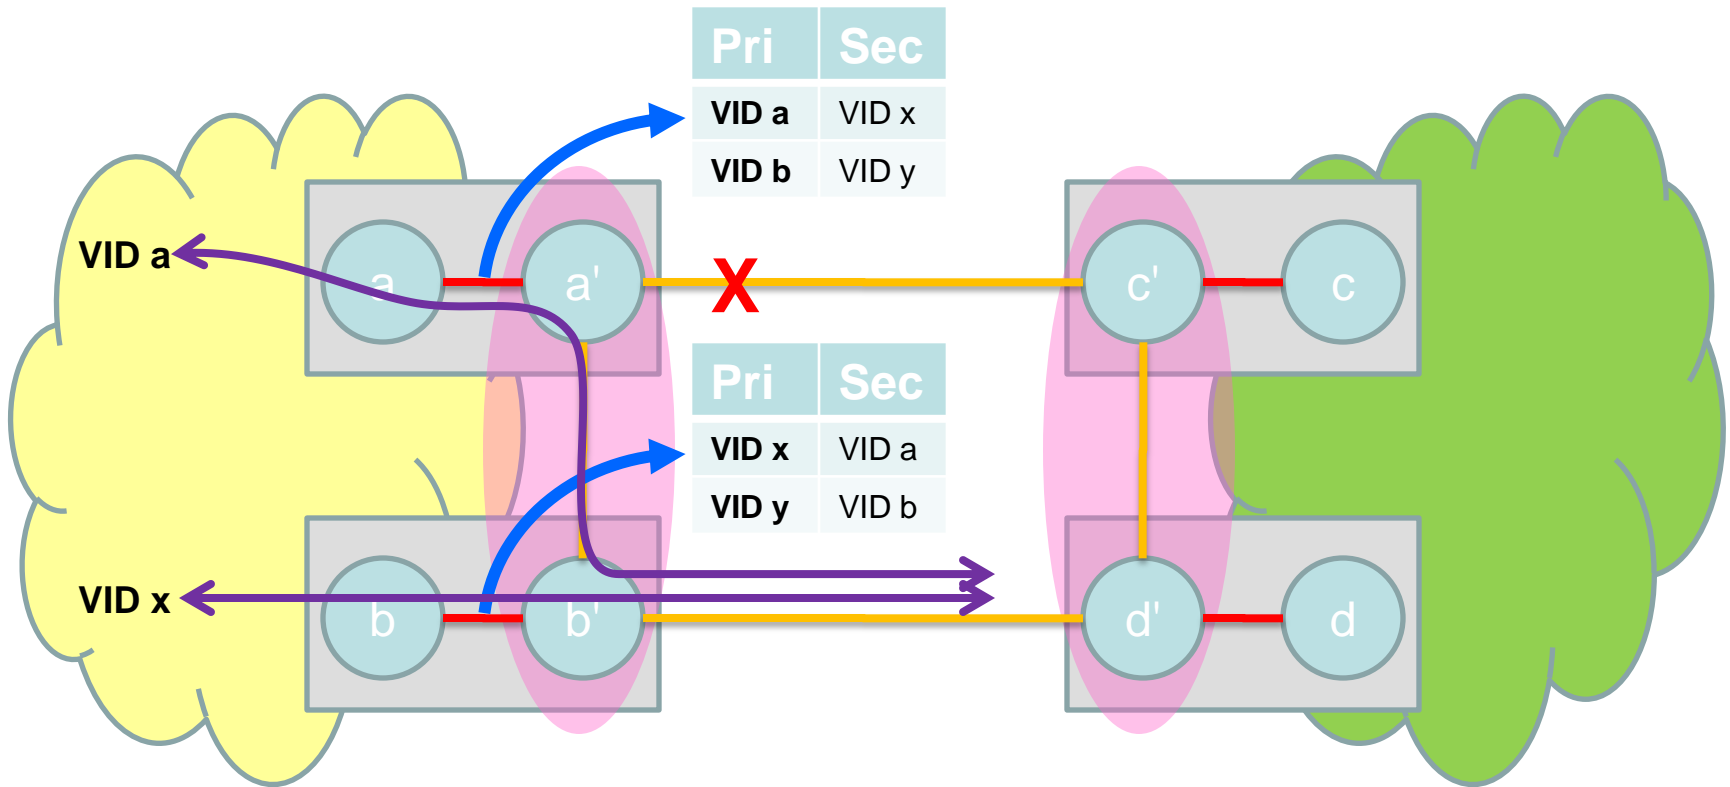 Pri Sec
VID a VID x
VID b VID y
VID a
a a' X c' c
Pri Sec
VID x VID a
VID y VID b
VID x
b b' d' d